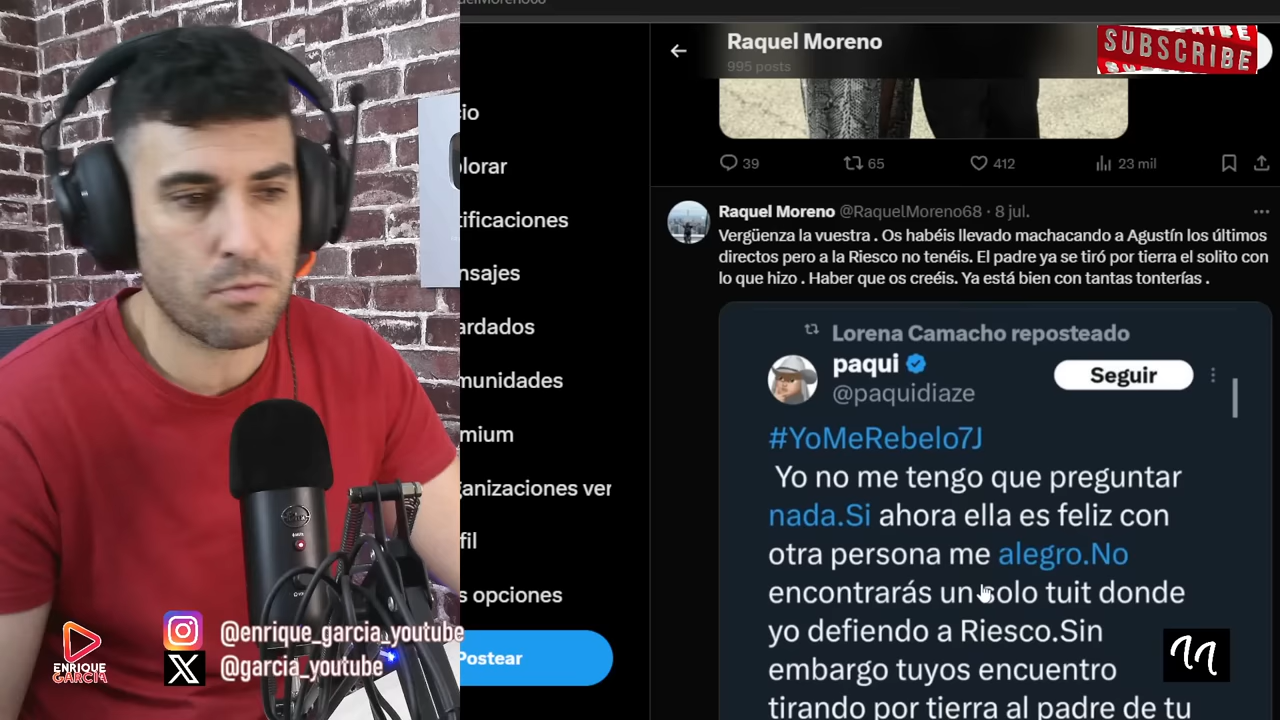 elMoreno68
Raquel Moreno
995 posts
SUBSCRIBE
cio
lorar
tificaciones
nsajes
ardados
munidades
mium
ganizaciones ver
fil
s opciones
Postear
39
65
412
23 mil
Raquel Moreno @RaquelMoreno68 · 8 jul.
Vergüenza la vuestra . Os habéis llevado machacando a Agustín los últimos
directos pero a la Riesco no tenéis. El padre ya se tiró por tierra el solito con
lo que hizo . Haber que os creéis. Ya está bien con tantas tonterías .
Lorena Camacho reposteado
paqui
Seguir
@paquidiaze
#YoMeRebelo7J
Yo no me tengo que preguntar
nada.Si ahora ella es feliz con
otra persona me alegro.No
encontrarás un solo tuit donde
yo defiendo a Riesco.Sin
embargo tuyos encuentro
tirando por tierra al padre de tu
@enrique_garcia_youtube
@garcia_youtube
ENRIQUE
GARCIA